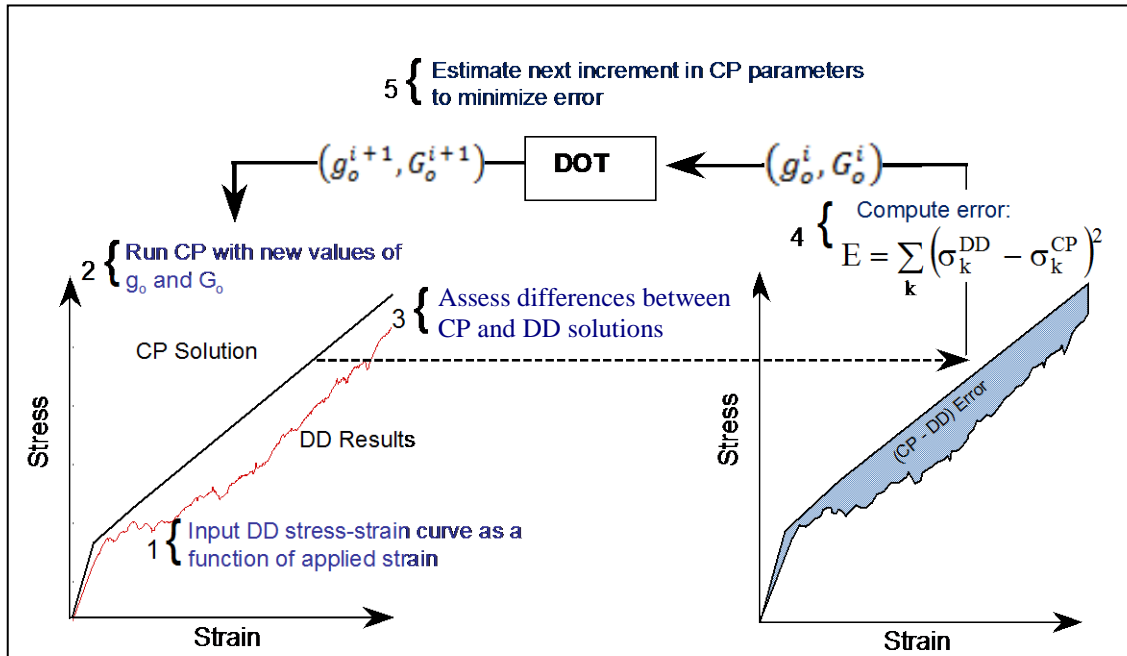 5 { Estimate next increment in CP parameters
to minimize error
(g_o^{i+1}, G_o^{i+1})
DOT
(g_o^i, G_o^i)
4 { Compute error:
E = ∑_k (σ_k^{DD} − σ_k^{CP})^2
2 { Run CP with new values of
g_o and G_o
3 { Assess differences between
CP and DD solutions
CP Solution
DD Results
1 { Input DD stress-strain curve as a
function of applied strain
Stress
Strain
(CP - DD) Error
Stress
Strain